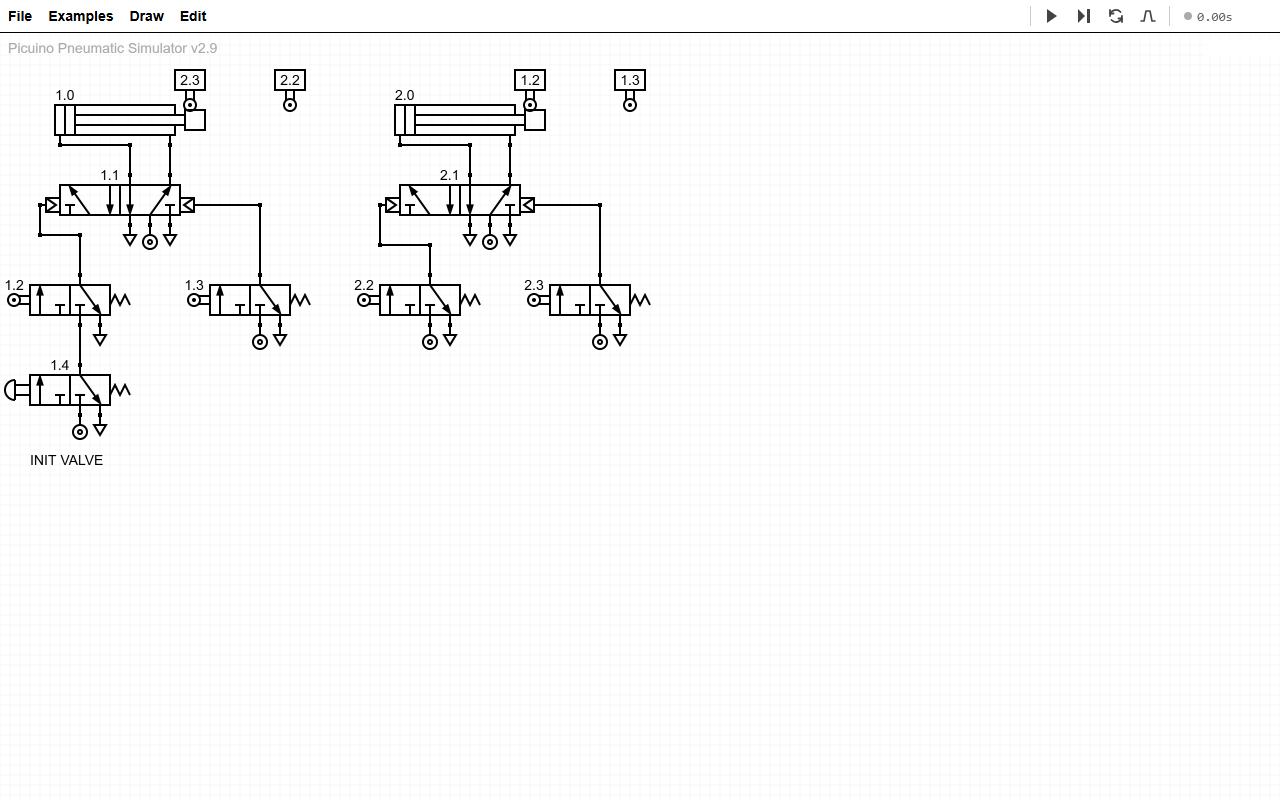 File Examples Draw Edit 0.00s
Picuino Pneumatic Simulator v2.9
2.3 2.2 1.2 1.3
1.0 2.0
1.1 2.1
1.2 1.3 2.2 2.3
1.4
INIT VALVE